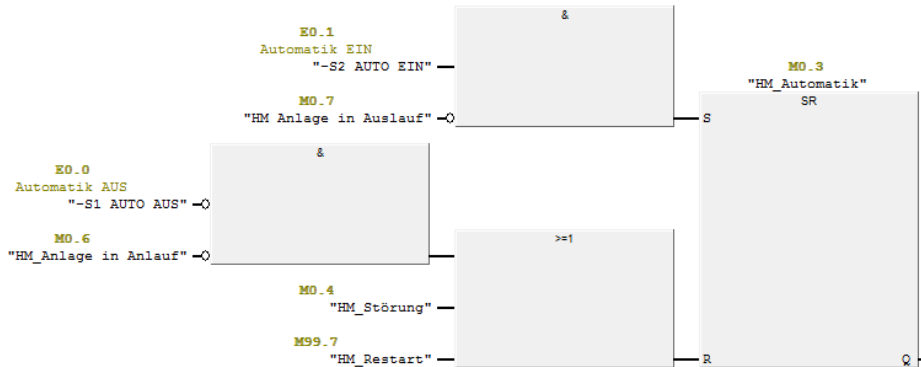 &
E0.1
Automatik EIN
"-S2 AUTO EIN"
M0.7
"HM Anlage in Auslauf"
M0.3
"HM_Automatik"
SR
S
&
E0.0
Automatik AUS
"-S1 AUTO AUS"
M0.6
"HM_Anlage in Anlauf"
>=1
M0.4
"HM_Störung"
M99.7
"HM_Restart"
R
Q